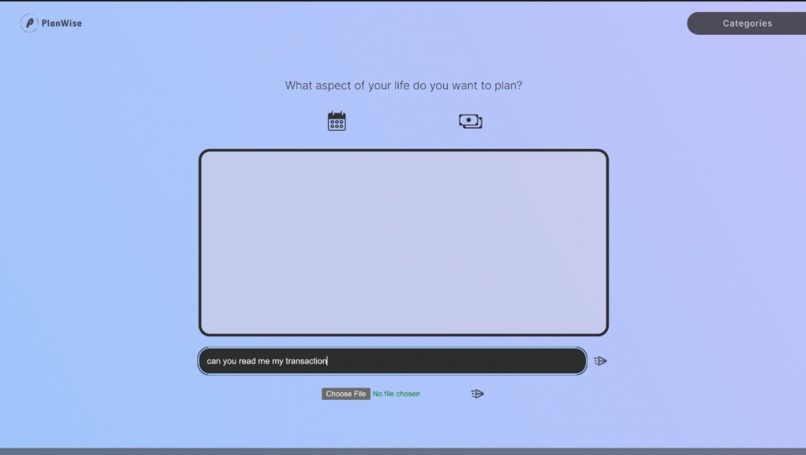 PlanWise
Categories
What aspect of your life do you want to plan?
can you read me my transaction
Choose File No file chosen